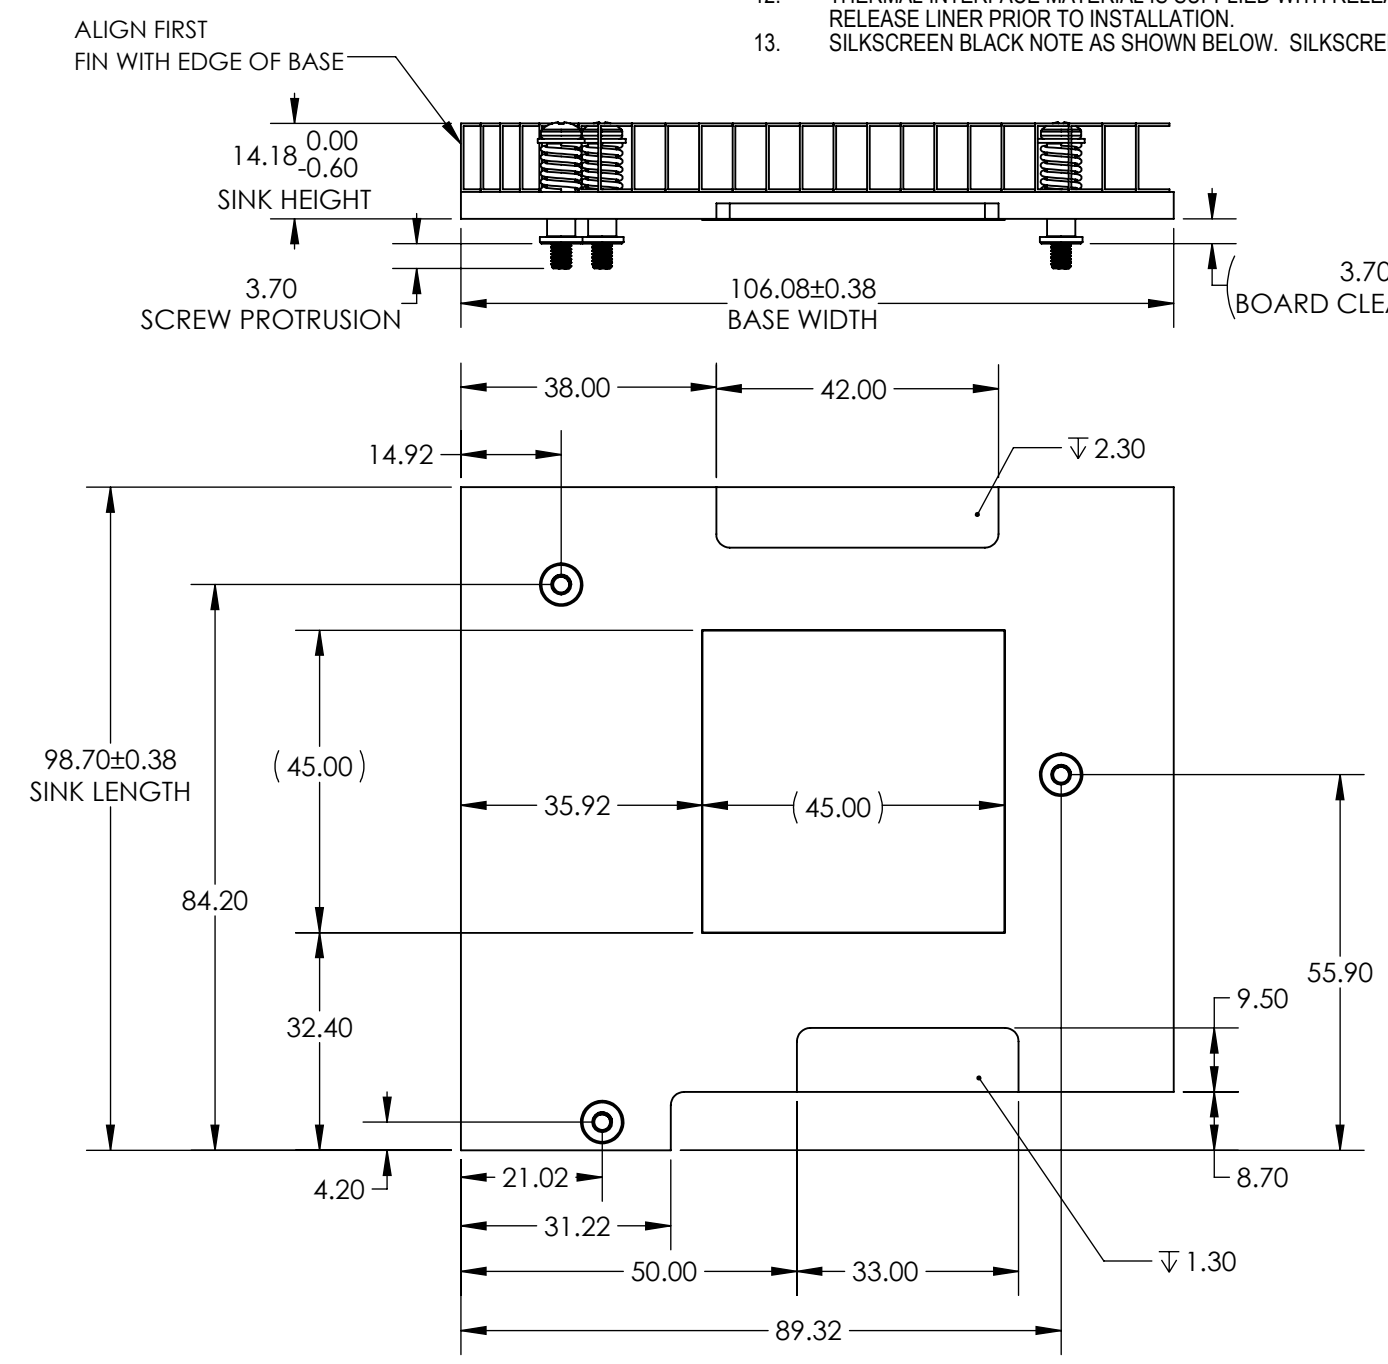 RELEASE LINER PRIOR TO INSTALLATION.
13. SILKSCREEN BLACK NOTE AS SHOWN BELOW.
ALIGN FIRST
FIN WITH EDGE OF BASE
14.18 0.00
-0.60
SINK HEIGHT
3.70
SCREW PROTRUSION
106.08±0.38
BASE WIDTH
3.70
BOARD
38.00
42.00
14.92
↧ 2.30
98.70±0.38
SINK LENGTH
(45.00)
35.92
(45.00)
84.20
55.90
9.50
32.40
8.70
4.20
21.02
31.22
50.00
33.00
↧ 1.30
89.32